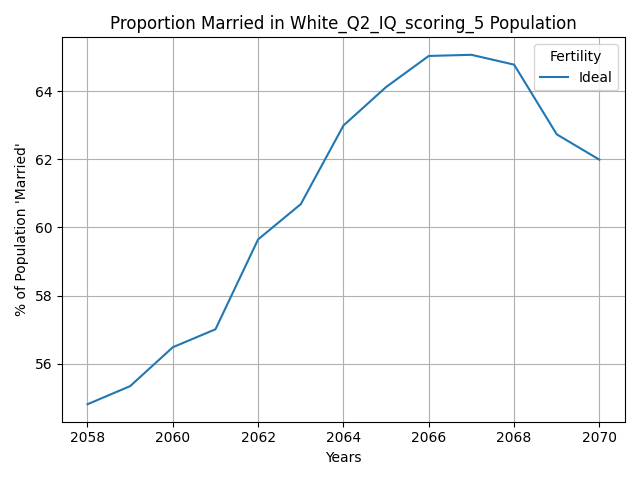 Proportion Married in White_Q2_IQ_scoring_5 Population
Fertility
Ideal
% of Population 'Married'
64
62
60
58
56
2058 2060 2062 2064 2066 2068 2070
Years